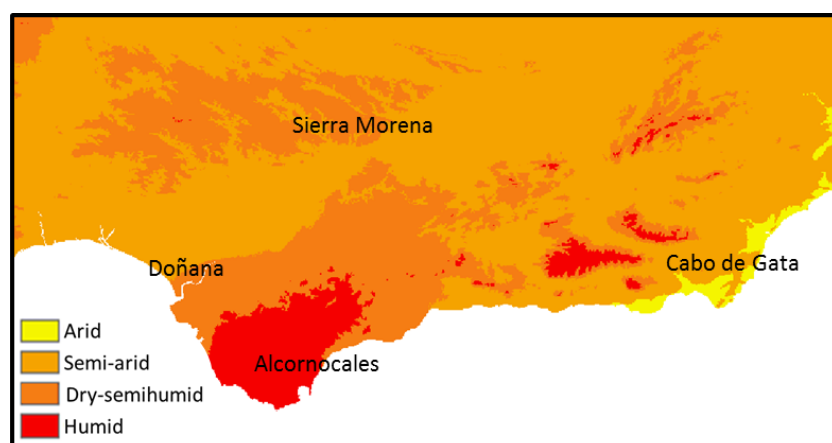 Sierra Morena
Doñana
Cabo de Gata
Alcornocales
Arid
Semi-arid
Dry-semihumid
Humid